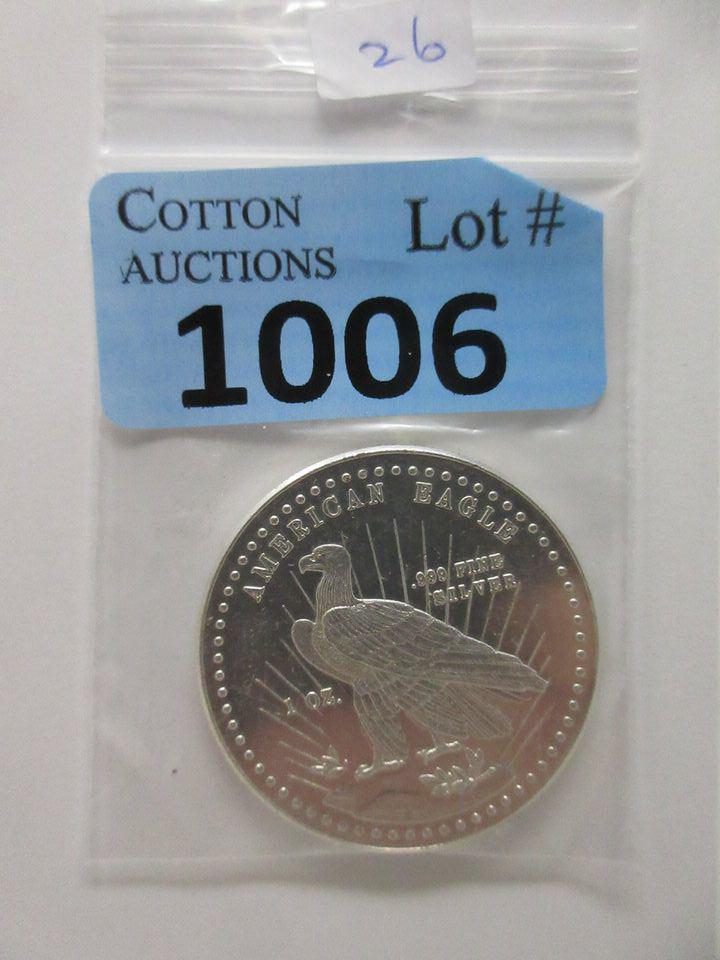 26
COTTON
AUCTIONS
Lot #
1006
AMERICAN EAGLE
.999 FINE
SILVER
1 OZ.